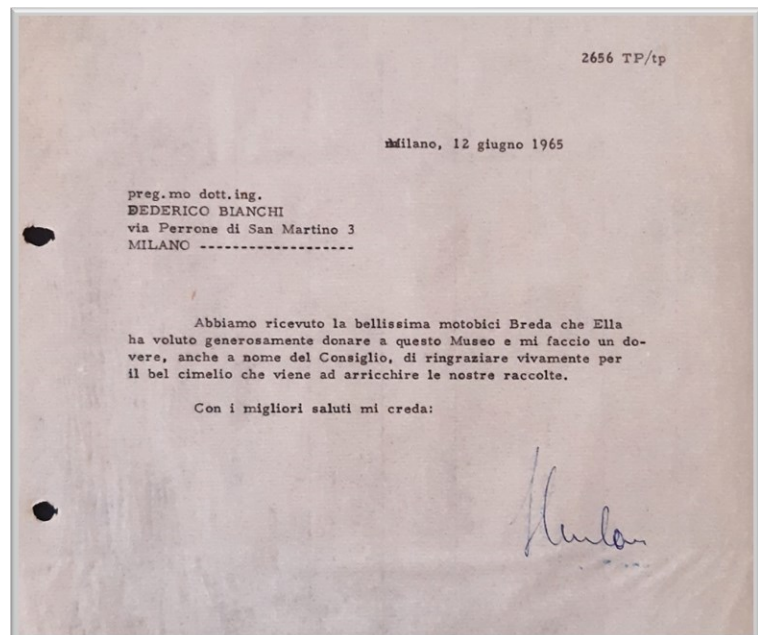 2656 TP/tp
Milano, 12 giugno 1965
preg.mo dott.ing.
FEDERICO BIANCHI
via Perrone di San Martino 3
MILANO -------------------
Abbiamo ricevuto la bellissima motobici Breda che Ella
ha voluto generosamente donare a questo Museo e mi faccio un do-
vere, anche a nome del Consiglio, di ringraziare vivamente per
il bel cimelio che viene ad arricchire le nostre raccolte.
Con i migliori saluti mi creda: